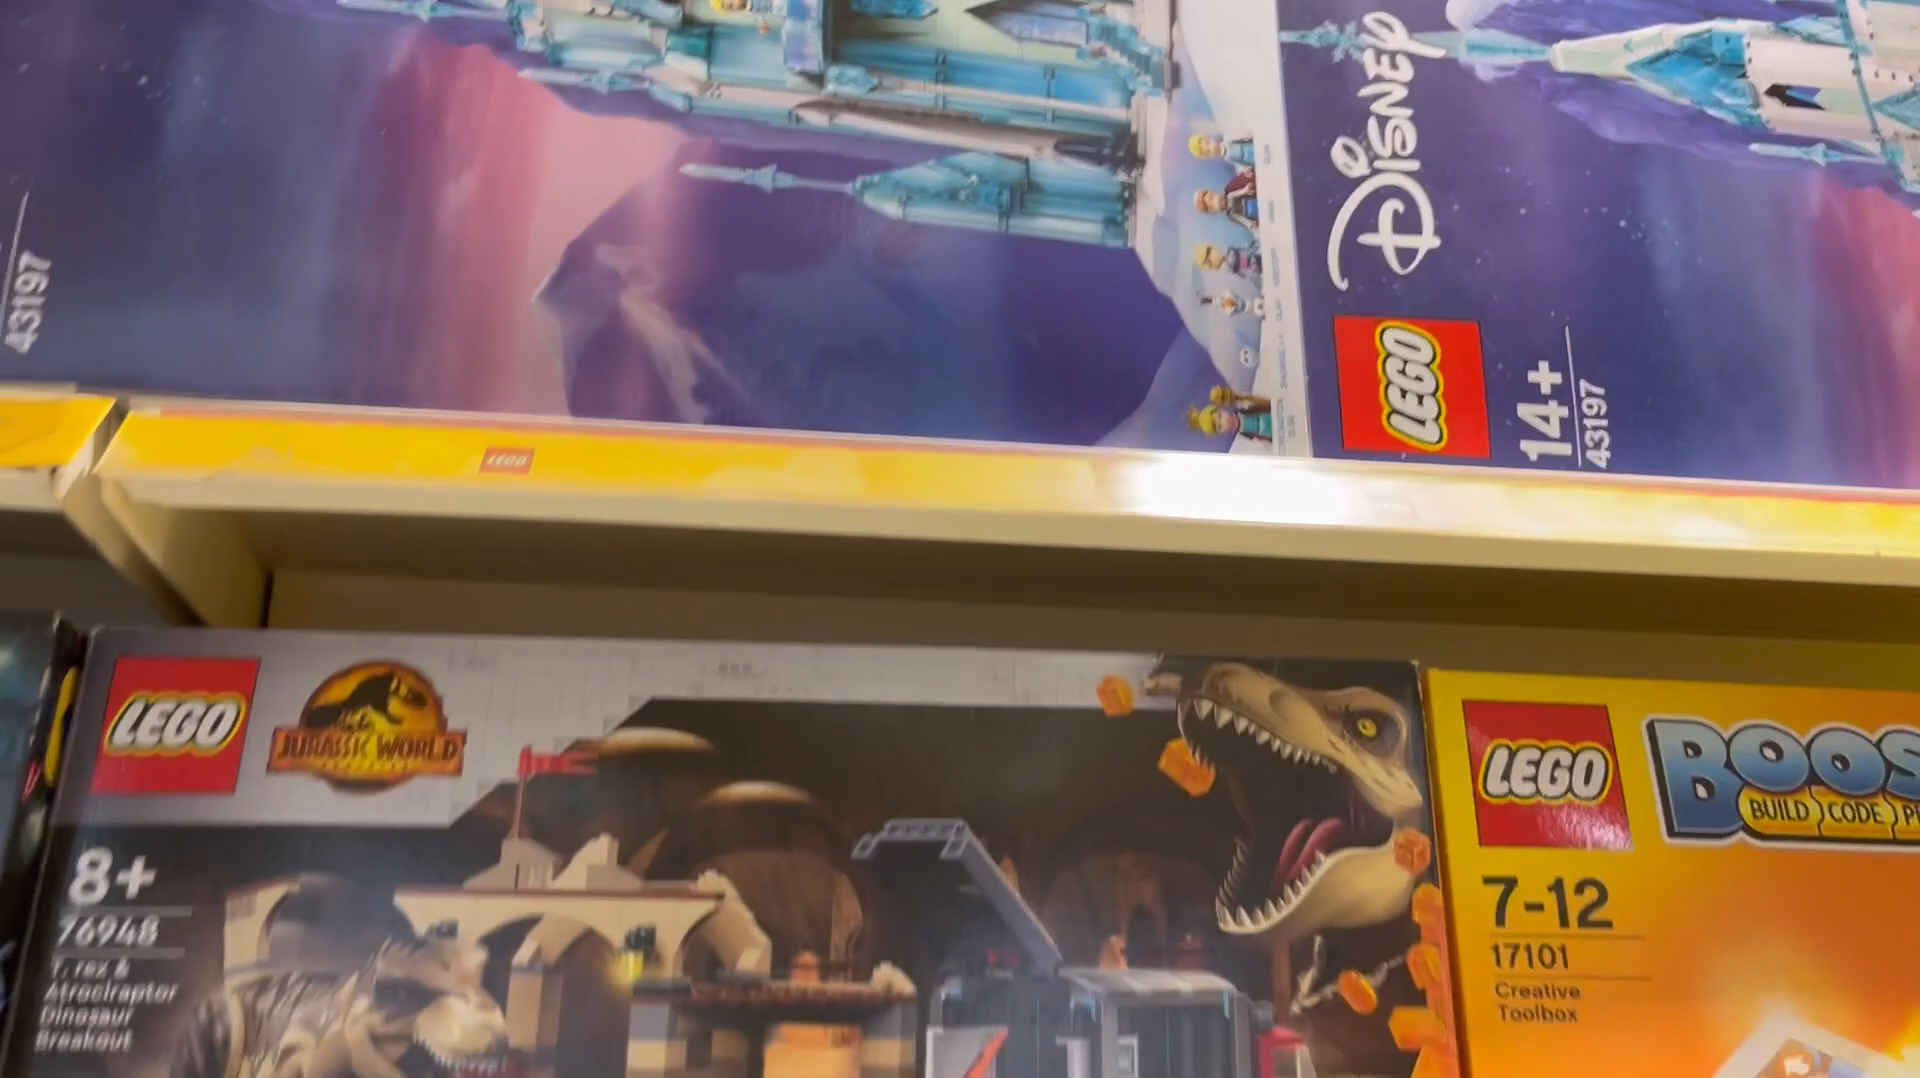 43197
DISNEY
LEGO
14+
43197
LEGO
LEGO
JURASSIC WORLD
8+
76948
T. rex &
Atrociraptor
Dinosaur
Breakout
LEGO
BOOS
BUILD CODE
7-12
17101
Creative
Toolbox